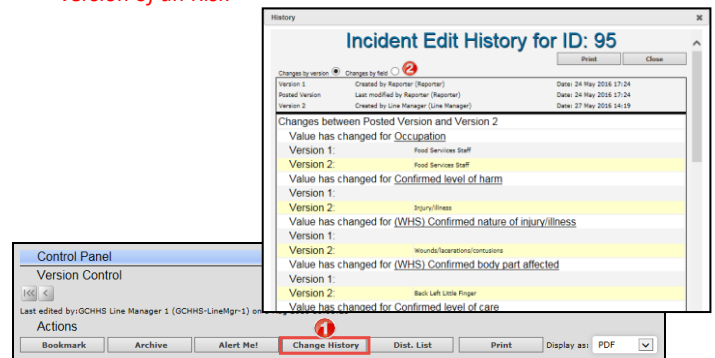 version of an Risk
History
Incident Edit History for ID: 95
Print Close
Changes by version Changes by field 2
Version 1 Created by Reporter (Reporter) Date: 24 May 2016 17:24
Posted Version Last modified by Reporter (Reporter) Date: 24 May 2016 17:24
Version 2 Created by Line Manager (Line Manager) Date: 27 May 2016 14:19
Changes between Posted Version and Version 2
Value has changed for Occupation
Version 1: Food Services Staff
Version 2: Food Services Staff
Value has changed for Confirmed level of harm
Version 1:
Version 2: Injury/Illness
Value has changed for (WHS) Confirmed nature of injury/illness
Version 1:
Version 2: Wounds/lacerations/contusions
Value has changed for (WHS) Confirmed body part affected
Version 1:
Version 2: Back Left Little Finger
Value has changed for Confirmed level of care
Control Panel
Version Control
Last edited by:GCHHS Line Manager 1 (GCHHS-LineMgr-1) on
Actions
1
Bookmark Archive Alert Me! Change History Dist. List Print Display as: PDF